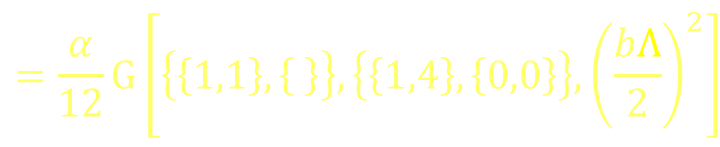 = α/12 G [{{1,1},{ }},{{1,4},{0,0}}, (bΛ/2)^2]